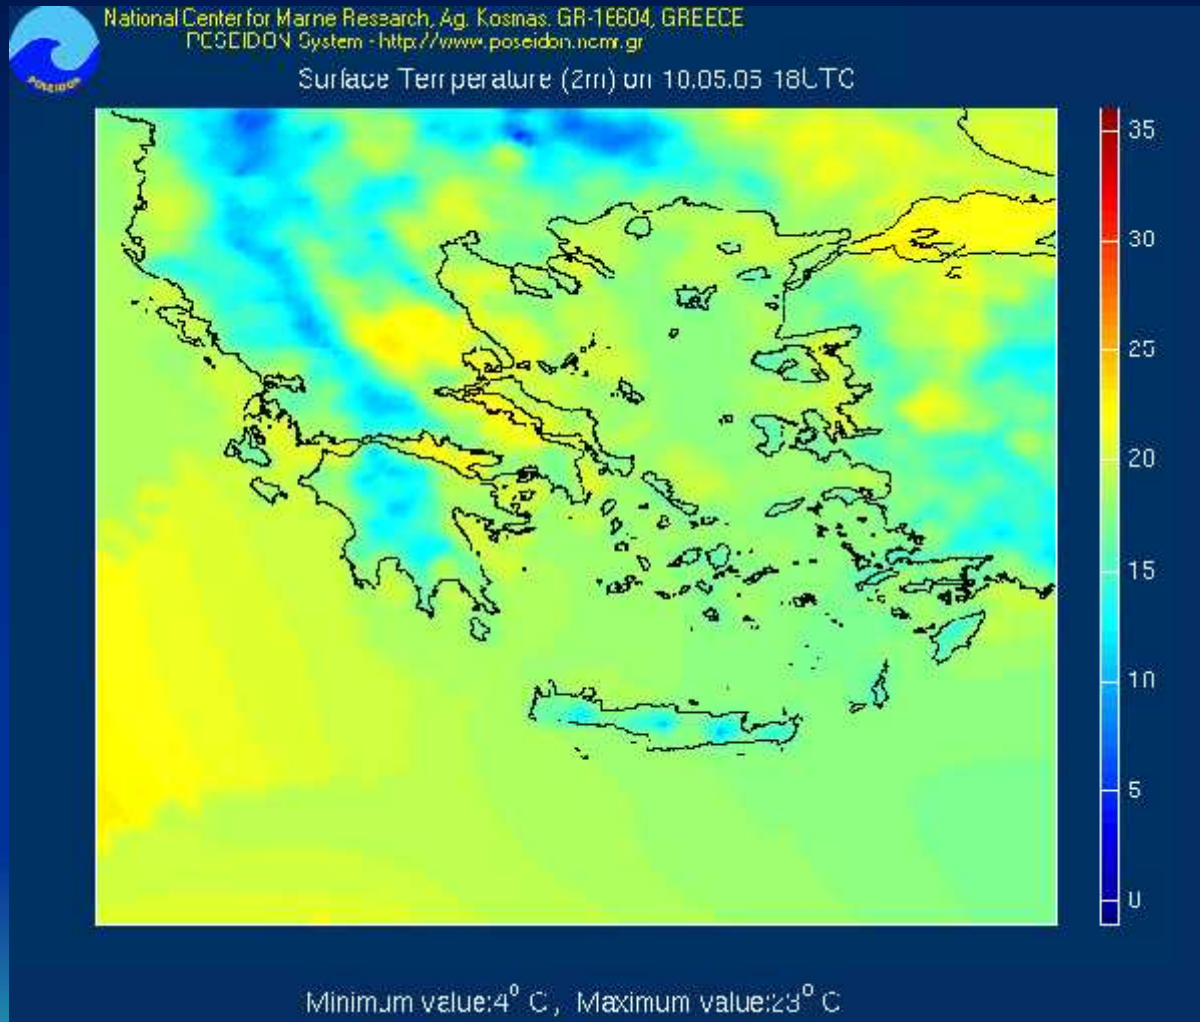 National Center for Marne Research, Ag. Kosmas. GR-16604, GREECE
POSEIDON System - http://www.poseidon.ncmr.gr
POSEIDON
Surface Temperature (2m) on 10.05.05 18UTC
35
30
25
20
15
10
5
0
Minimum value:4° C, Maximum value:23° C